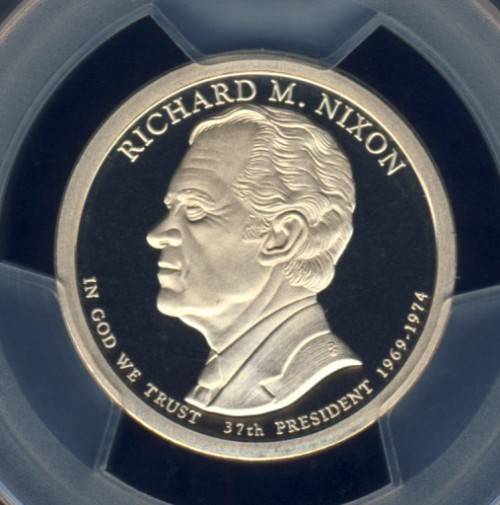 RICHARD M. NIXON
IN GOD WE TRUST
37th PRESIDENT 1969-1974